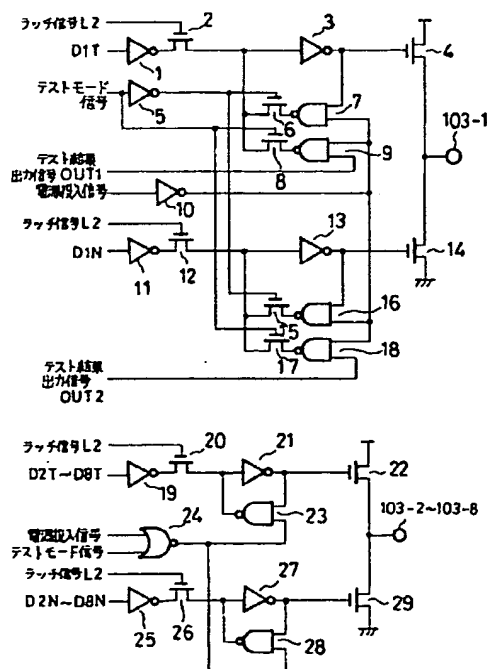 ラッチ信号L2
2
3
D1T
1
4
テストモード
信号
5
6
7
103-1
8
9
テスト結果
出力信号OUT1
電源投入信号
10
ラッチ信号L2
13
D1N
11
12
14
15
16
17
18
テスト結果
出力信号
OUT2
ラッチ信号L2
20
21
D2T～D8T
19
22
電源投入信号
24
23
テストモード信号
103-2～103-8
ラッチ信号L2
27
D2N～D8N
25
26
28
29